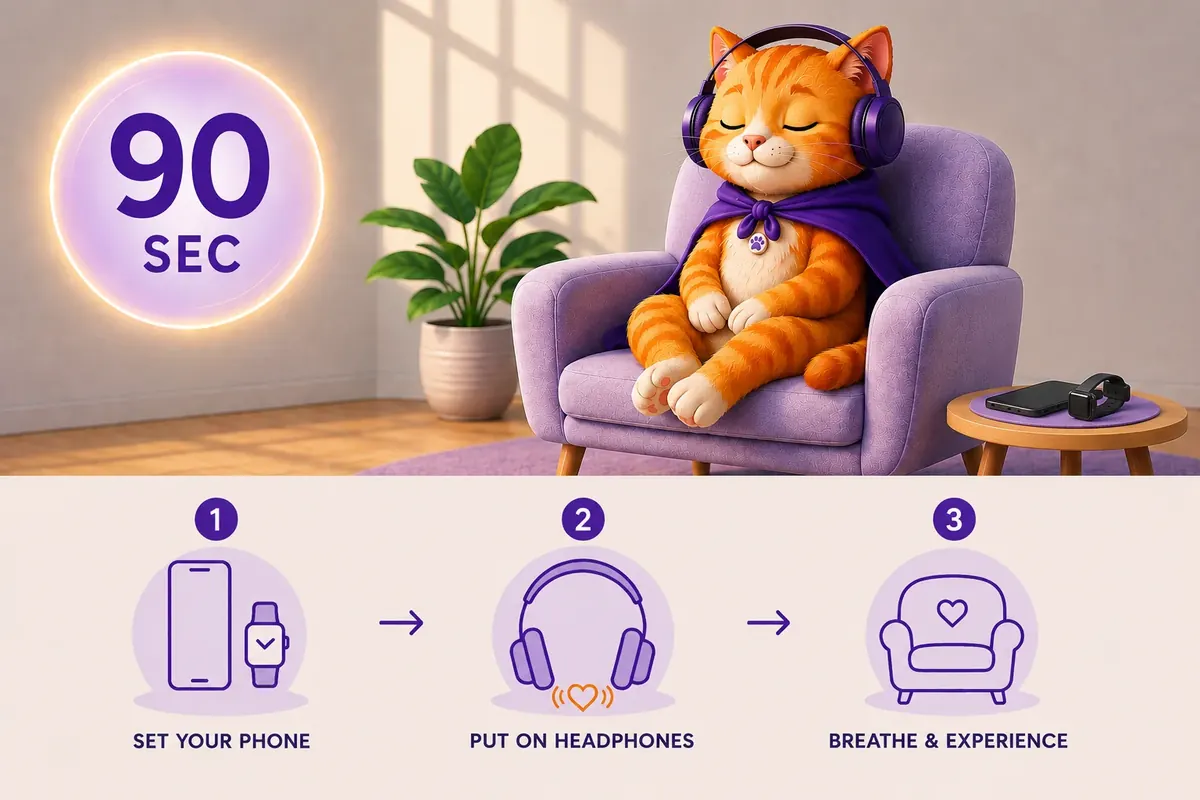 90
SEC
1
2
3
SET YOUR PHONE
PUT ON HEADPHONES
BREATHE & EXPERIENCE